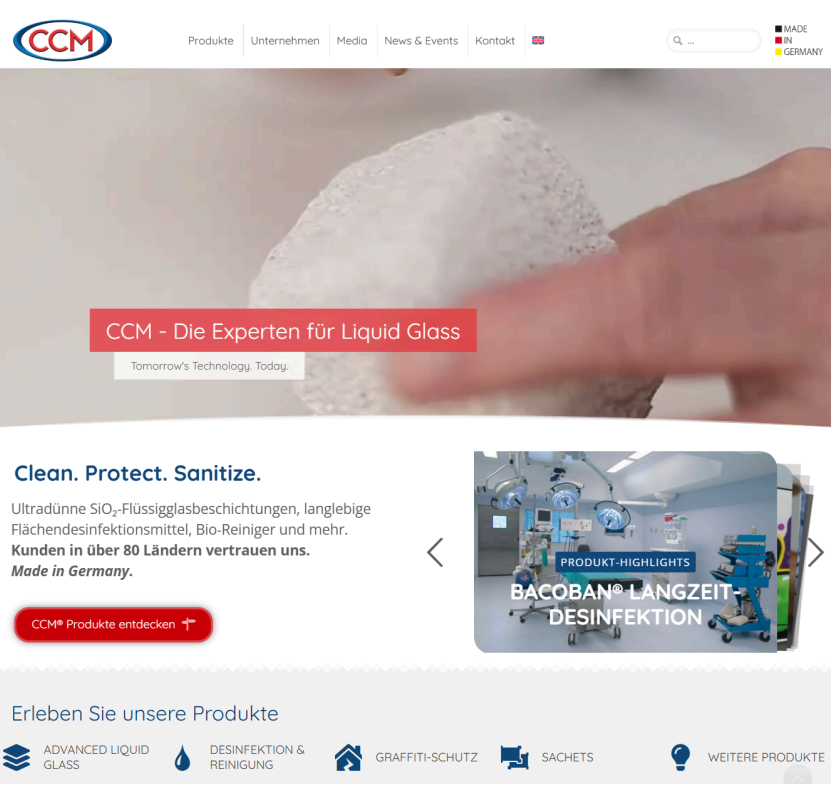 CCM
Produkte
Unternehmen
Media
News & Events
Kontakt
...
MADE
IN
GERMANY
CCM - Die Experten für Liquid Glass
Tomorrow's Technology. Today.
Clean. Protect. Sanitize.
Ultradünne SiO₂-Flüssigglasbeschichtungen, langlebige
Flächendesinfektionsmittel, Bio-Reiniger und mehr.
Kunden in über 80 Ländern vertrauen uns.
Made in Germany.
CCM® Produkte entdecken
PRODUKT-HIGHLIGHTS
BACOBAN® LANGZEIT-
DESINFEKTION
Erleben Sie unsere Produkte
ADVANCED LIQUID
GLASS
DESINFEKTION &
REINIGUNG
GRAFFITI-SCHUTZ
SACHETS
WEITERE PRODUKTE